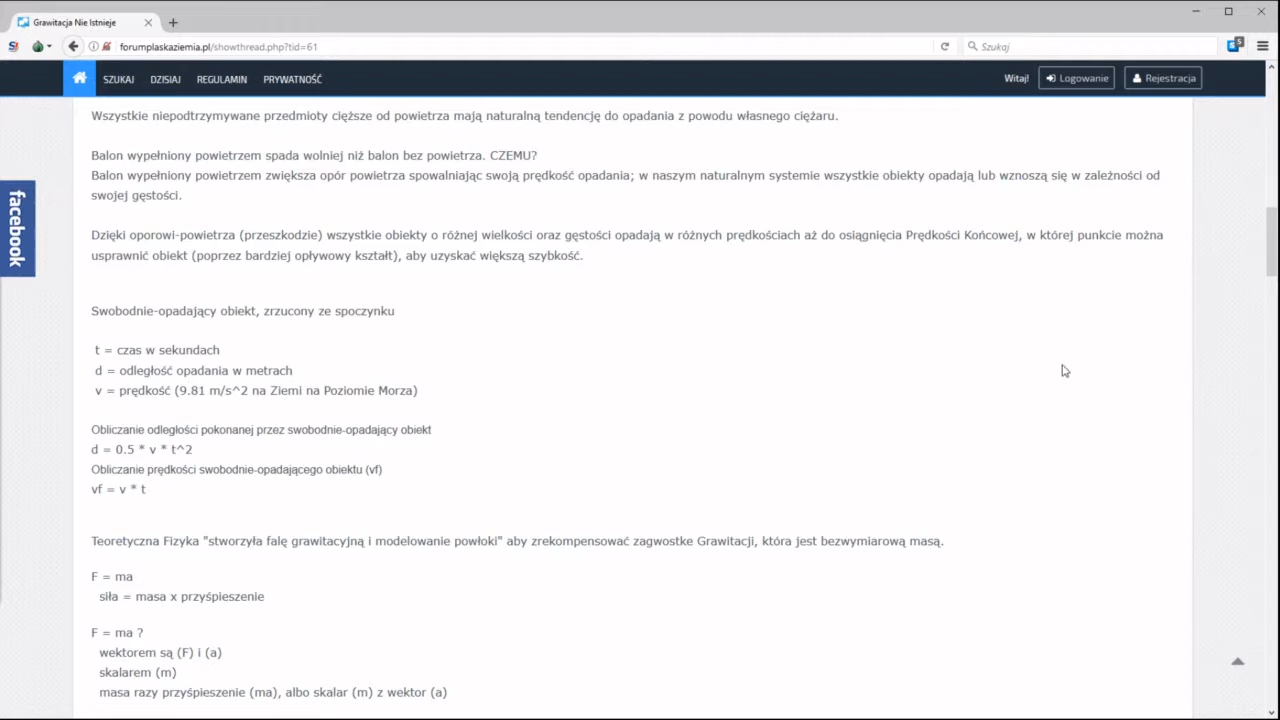 Grawitacja Nie Istnieje
forumplaskaziemia.pl/showthread.php?tid=61
Szukaj
5
SZUKAJ DZISIAJ REGULAMIN PRYWATNOŚĆ
Witaj! Logowanie Rejestracja
facebook
Wszystkie niepodtrzymywane przedmioty cięższe od powietrza mają naturalną tendencję do opadania z powodu własnego ciężaru.
Balon wypełniony powietrzem spada wolniej niż balon bez powietrza. CZEMU?
Balon wypełniony powietrzem zwiększa opór powietrza spowalniając swoją prędkość opadania; w naszym naturalnym systemie wszystkie obiekty opadają lub wznoszą się w zależności od
swojej gęstości.
Dzięki oporowi-powietrza (przeszkodzie) wszystkie obiekty o różnej wielkości oraz gęstości opadają w różnych prędkościach aż do osiągnięcia Prędkości Końcowej, w której punkcie można
usprawnić obiekt (poprzez bardziej opływowy kształt), aby uzyskać większą szybkość.
Swobodnie-opadający obiekt, zrzucony ze spoczynku
t = czas w sekundach
d = odległość opadania w metrach
v = prędkość (9.81 m/s^2 na Ziemi na Poziomie Morza)
Obliczanie odległości pokonanej przez swobodnie-opadający obiekt
d = 0.5 * v * t^2
Obliczanie prędkości swobodnie-opadającego obiektu (vf)
vf = v * t
Teoretyczna Fizyka "stworzyła falę grawitacyjną i modelowanie powłoki" aby zrekompensować zagwostke Grawitacji, która jest bezwymiarową masą.
F = ma
siła = masa x przyśpieszenie
F = ma ?
wektorem są (F) i (a)
skalarem (m)
masa razy przyśpieszenie (ma), albo skalar (m) z wektor (a)